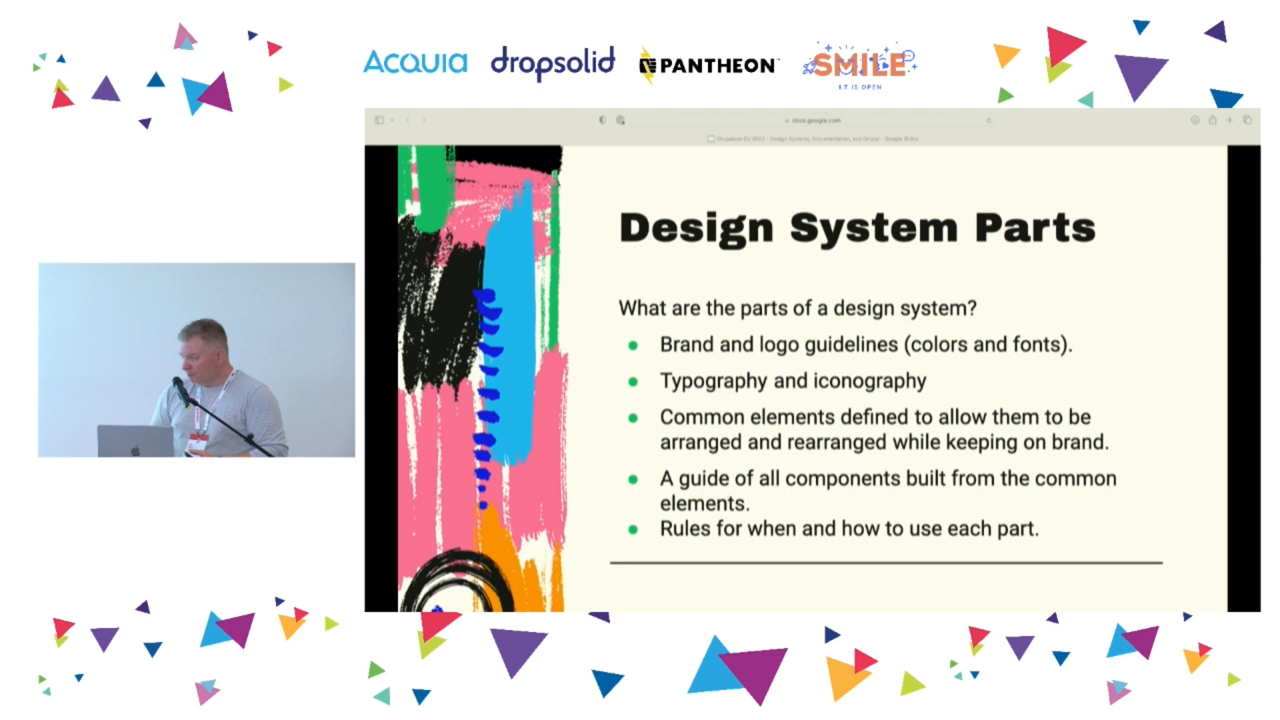 ACQUIA
dropsolid
PANTHEON
SMILE
I.T IS OPEN
docs.google.com
Design System Parts
What are the parts of a design system?
Brand and logo guidelines (colors and fonts).
Typography and iconography
Common elements defined to allow them to be
arranged and rearranged while keeping on brand.
A guide of all components built from the common
elements.
Rules for when and how to use each part.